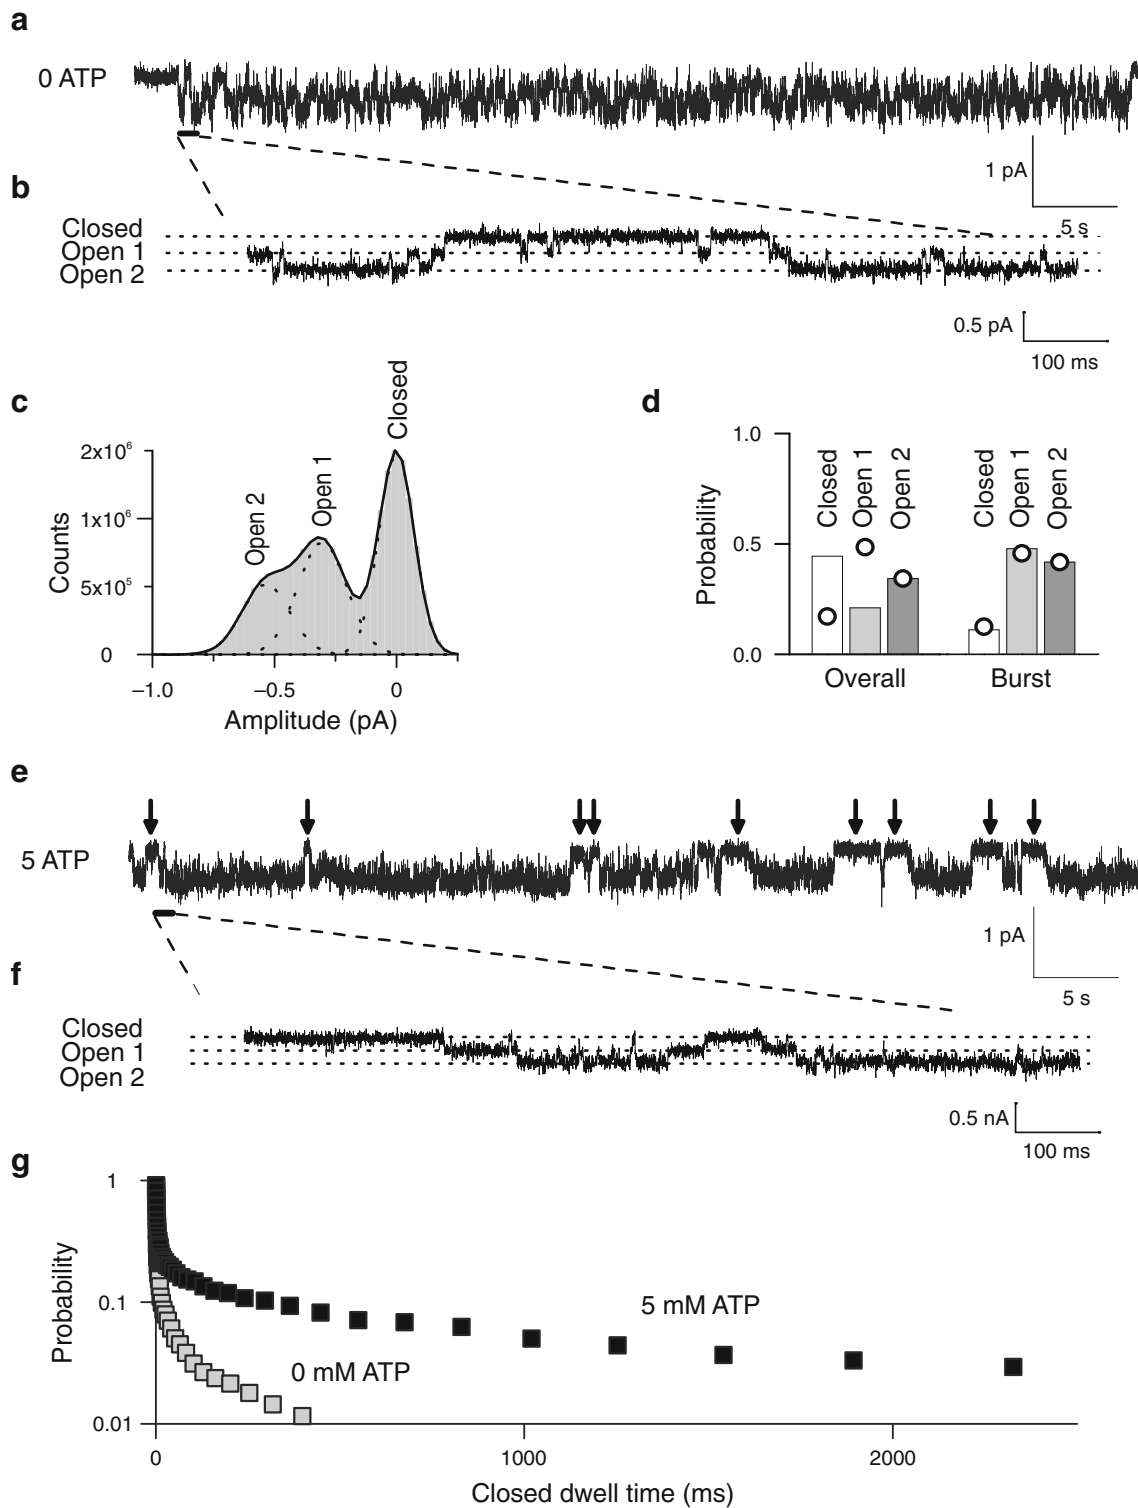 a
0 ATP
1 pA
5 s
b
Closed
Open 1
Open 2
0.5 pA
100 ms
c
Closed
Open 1
Open 2
2x10⁶
1x10⁶
5x10⁵
0
Counts
−1.0
−0.5
0
Amplitude (pA)
d
1.0
0.5
0.0
Probability
Closed
Open 1
Open 2
Closed
Open 1
Open 2
Overall
Burst
e
5 ATP
1 pA
5 s
f
Closed
Open 1
Open 2
0.5 nA
100 ms
g
1
0.1
0.01
Probability
5 mM ATP
0 mM ATP
0
1000
2000
Closed dwell time (ms)